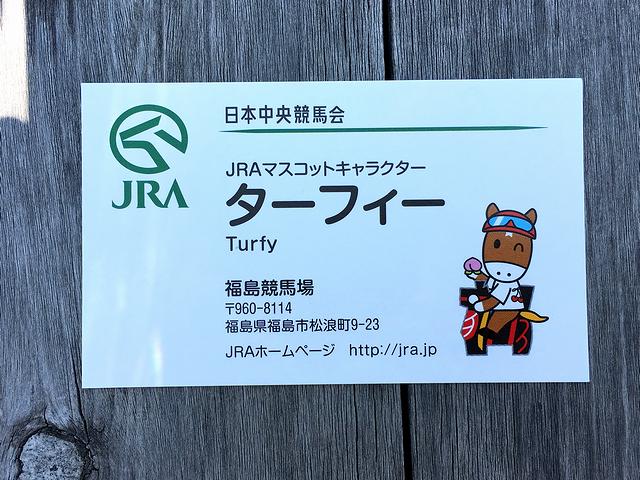 JRA
日本中央競馬会
JRAマスコットキャラクター
ターフィー
Turfy
福島競馬場
〒960-8114
福島県福島市松浪町9-23
JRAホームページ http://jra.jp